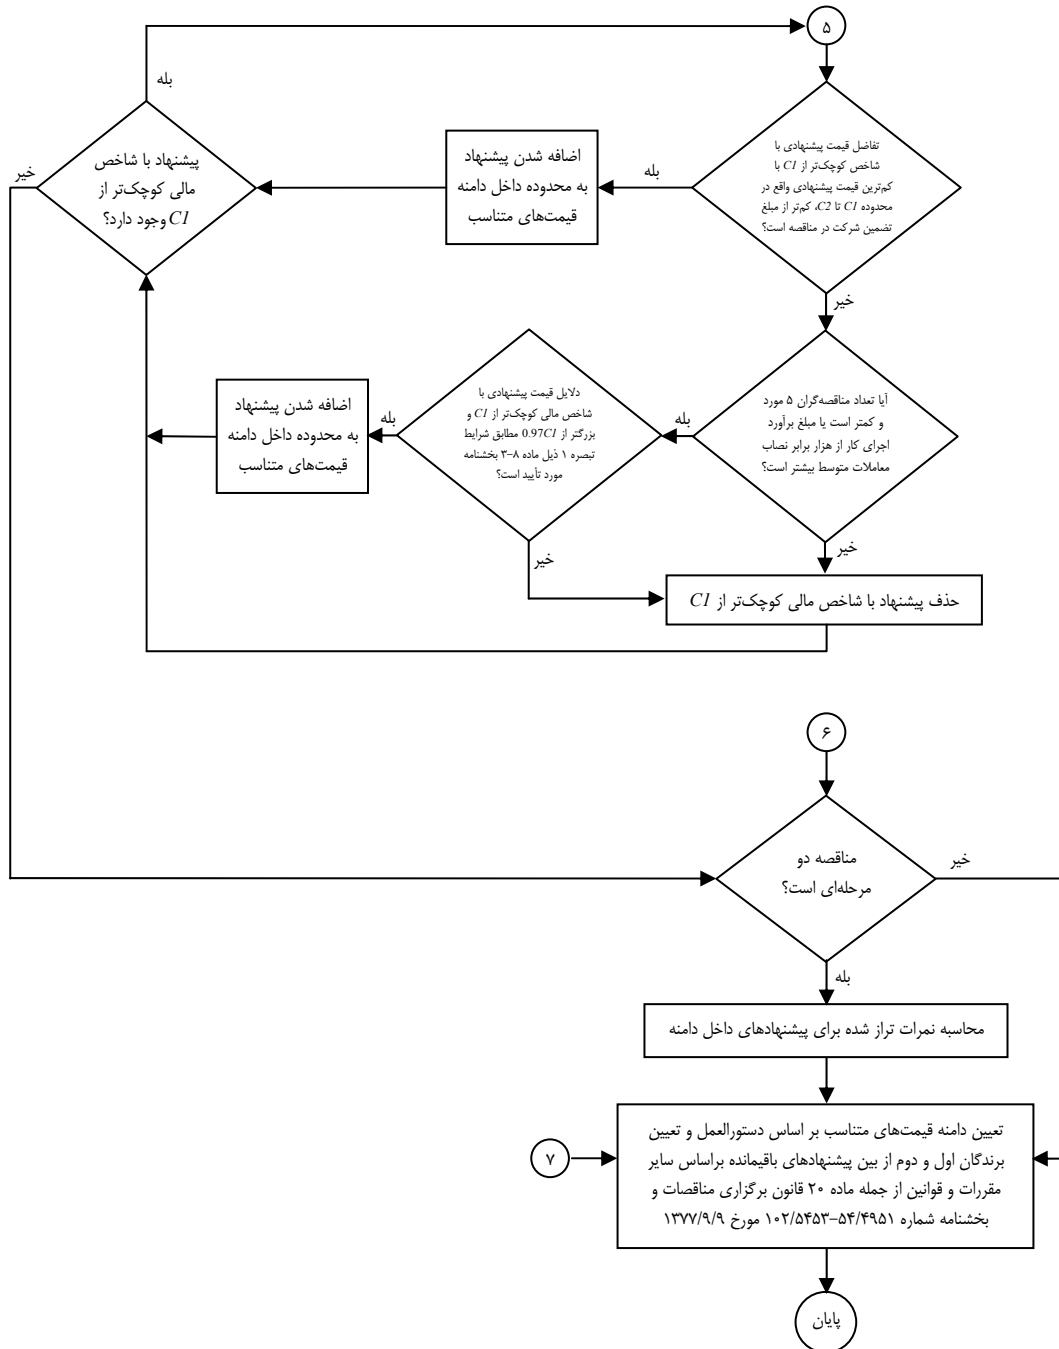 ۵
بله
تفاضل قیمت پیشنهادی با
شاخص کوچک‌تر از C1 با
کم‌ترین قیمت پیشنهادی واقع در
محدوده C1 تا C2، کم‌تر از مبلغ
تضمین شرکت در مناقصه است؟
بله
اضافه شدن پیشنهاد
به محدوده داخل دامنه
قیمت‌های متناسب
پیشنهاد با شاخص
مالی کوچک‌تر از
C1 وجود دارد؟
خیر
خیر
آیا تعداد مناقصه‌گران ۵ مورد
و کمتر است یا مبلغ برآورد
اجرای کار از هزار برابر نصاب
معاملات متوسط بیشتر است؟
بله
دلایل قیمت پیشنهادی با
شاخص مالی کوچک‌تر از C1 و
بزرگتر از 0.97C1 مطابق شرایط
تبصره ۱ ذیل ماده ۸-۳ بخشنامه
مورد تأیید است؟
بله
اضافه شدن پیشنهاد
به محدوده داخل دامنه
قیمت‌های متناسب
خیر
خیر
حذف پیشنهاد با شاخص مالی کوچک‌تر از C1
۶
مناقصه دو
مرحله‌ای است؟
خیر
بله
محاسبه نمرات تراز شده برای پیشنهادهای داخل دامنه
تعیین دامنه قیمت‌های متناسب بر اساس دستورالعمل و تعیین
برندگان اول و دوم از بین پیشنهادهای باقیمانده براساس سایر
مقررات و قوانین از جمله ماده ۲۰ قانون برگزاری مناقصات و
بخشنامه شماره ۵۴/۴۹۵۱-۱۰۲/۵۴۵۳ مورخ ۱۳۷۷/۹/۹
۷
پایان